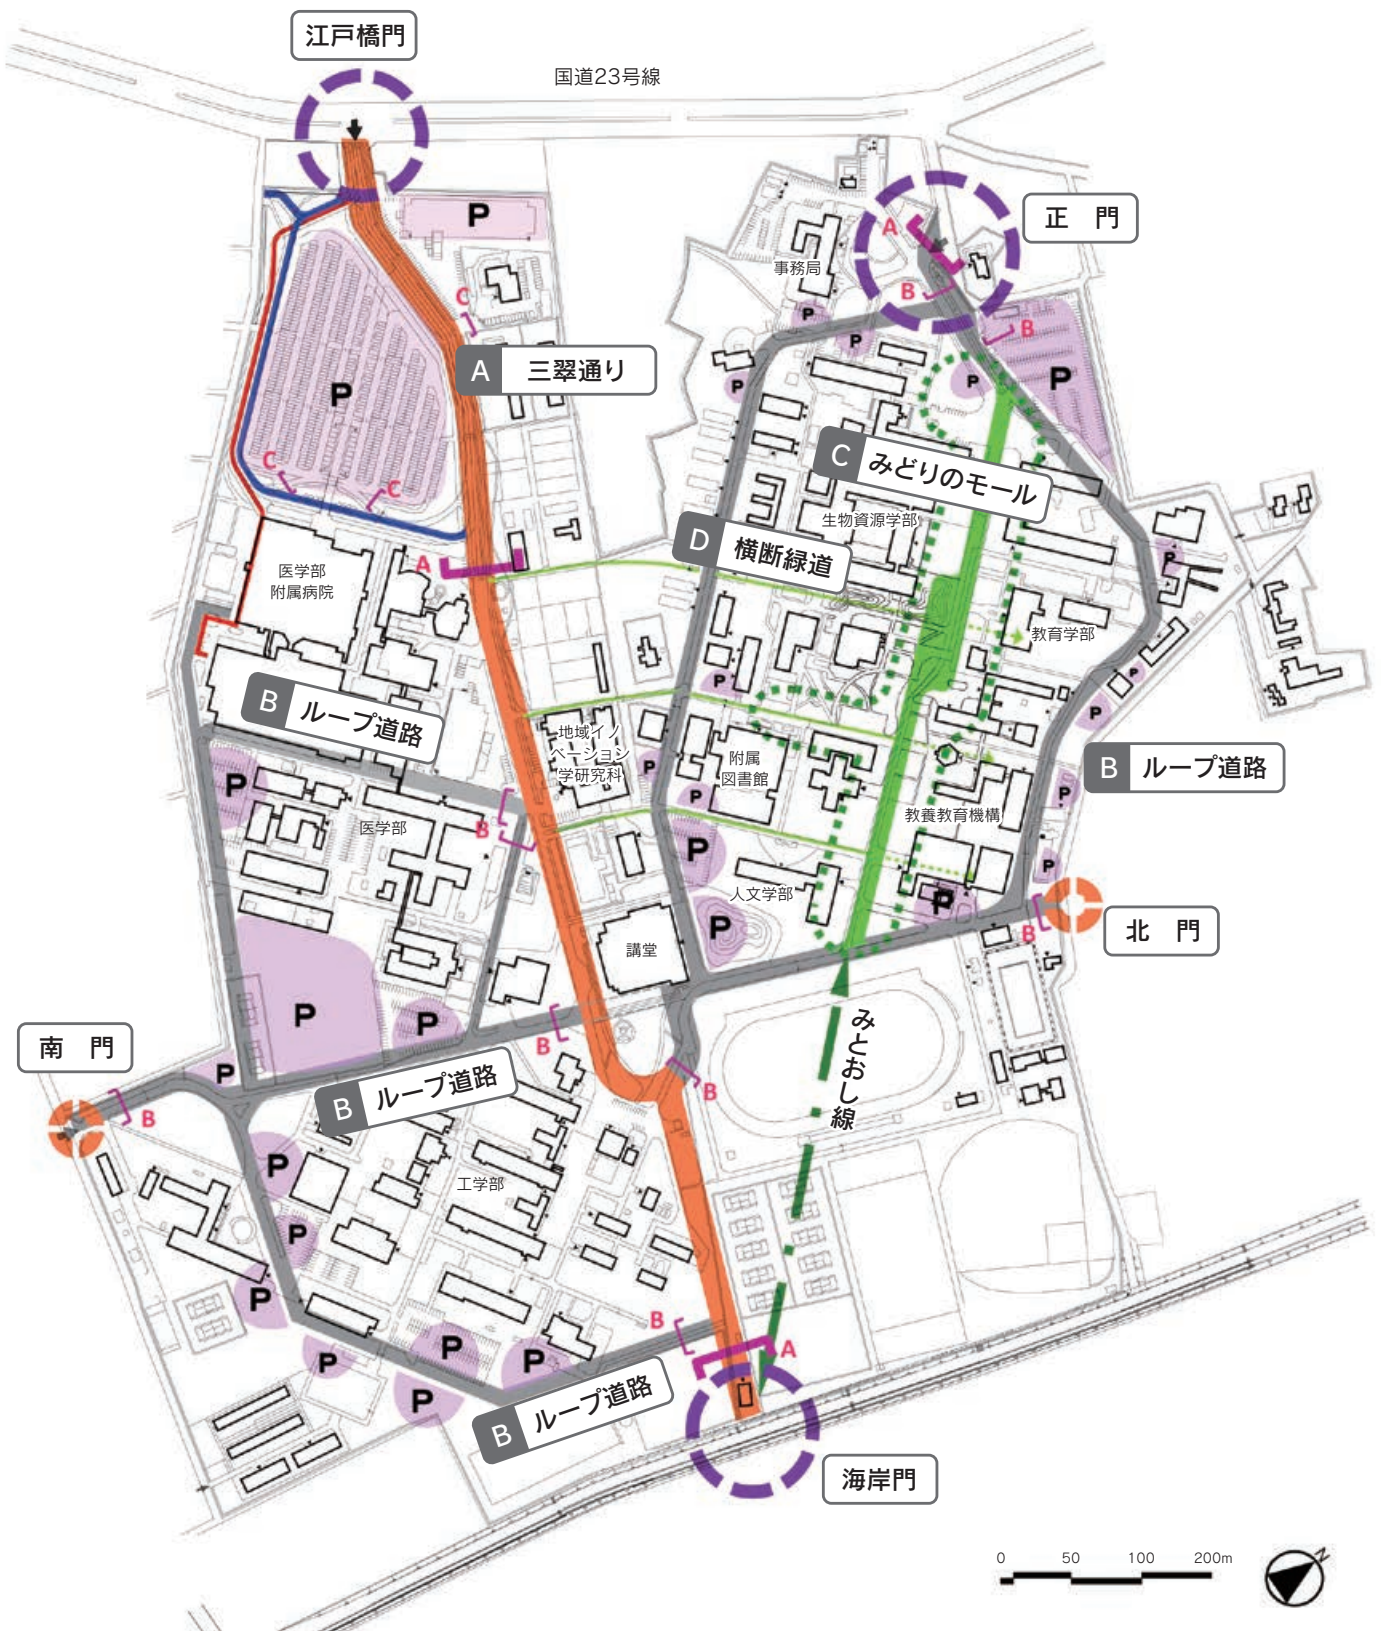 江戸橋門
国道23号線
P
正　門
A
事務局
B
C
P
P
B
A 三翠通り
P
P
P
P
P
C みどりのモール
C
C
生物資源学部
D 横断緑道
A
P
医学部
附属病院
教育学部
P
P
B ループ道路
P
地域イノ
ベーション
学研究科
附属
図書館
P
B ループ道路
P
P
P
教養教育機構
医学部
B
P
P
人文学部
P
P
B
北　門
講堂
P
P
みとおし線
南　門
B
P
B
B ループ道路
B
P
工学部
P
P
B
A
P
P
P
P
B ループ道路
海岸門
0 50 100 200m
N